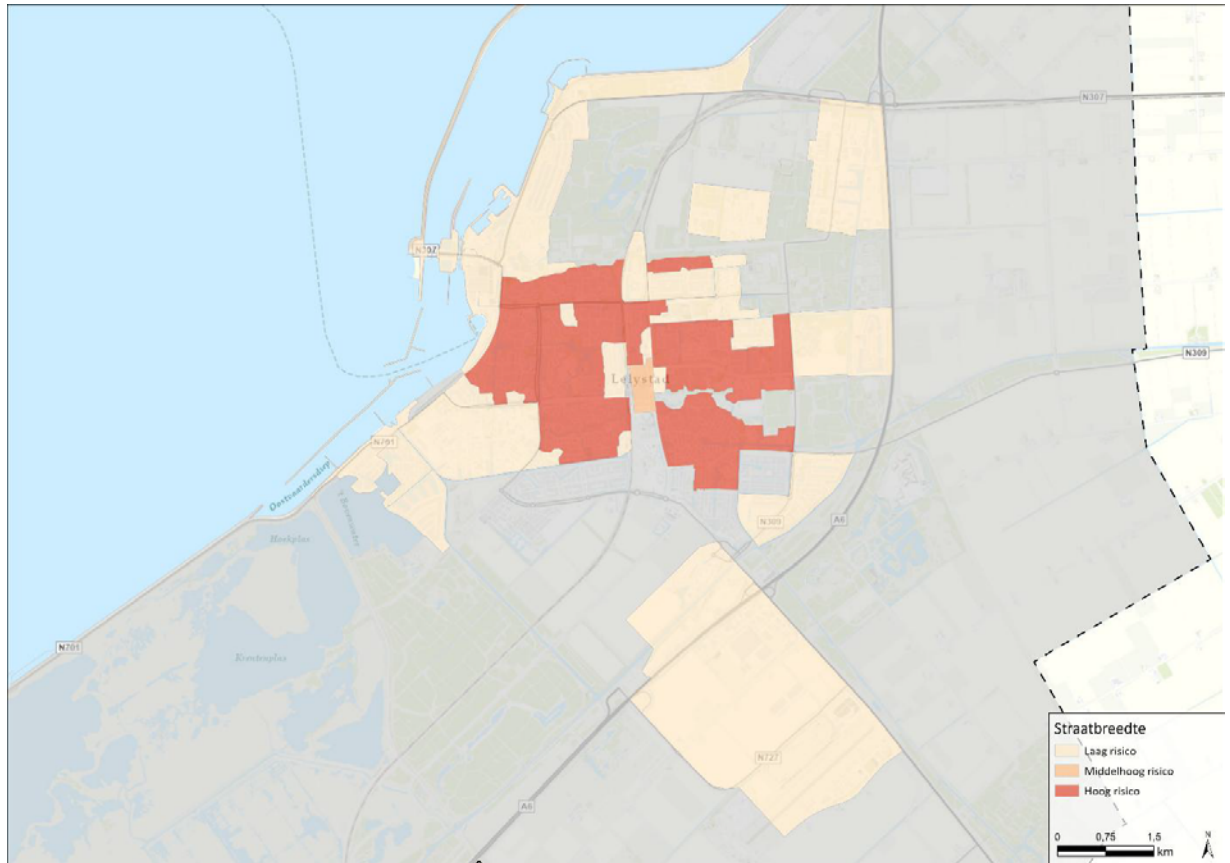 N307
N302
N309
Lelystad
N701
Oostvaardersdiep
N309
A6
N701
N727
A6
Straatbreedte
Laag risico
Middelhoog risico
Hoog risico
0 0,75 1,5
km
N